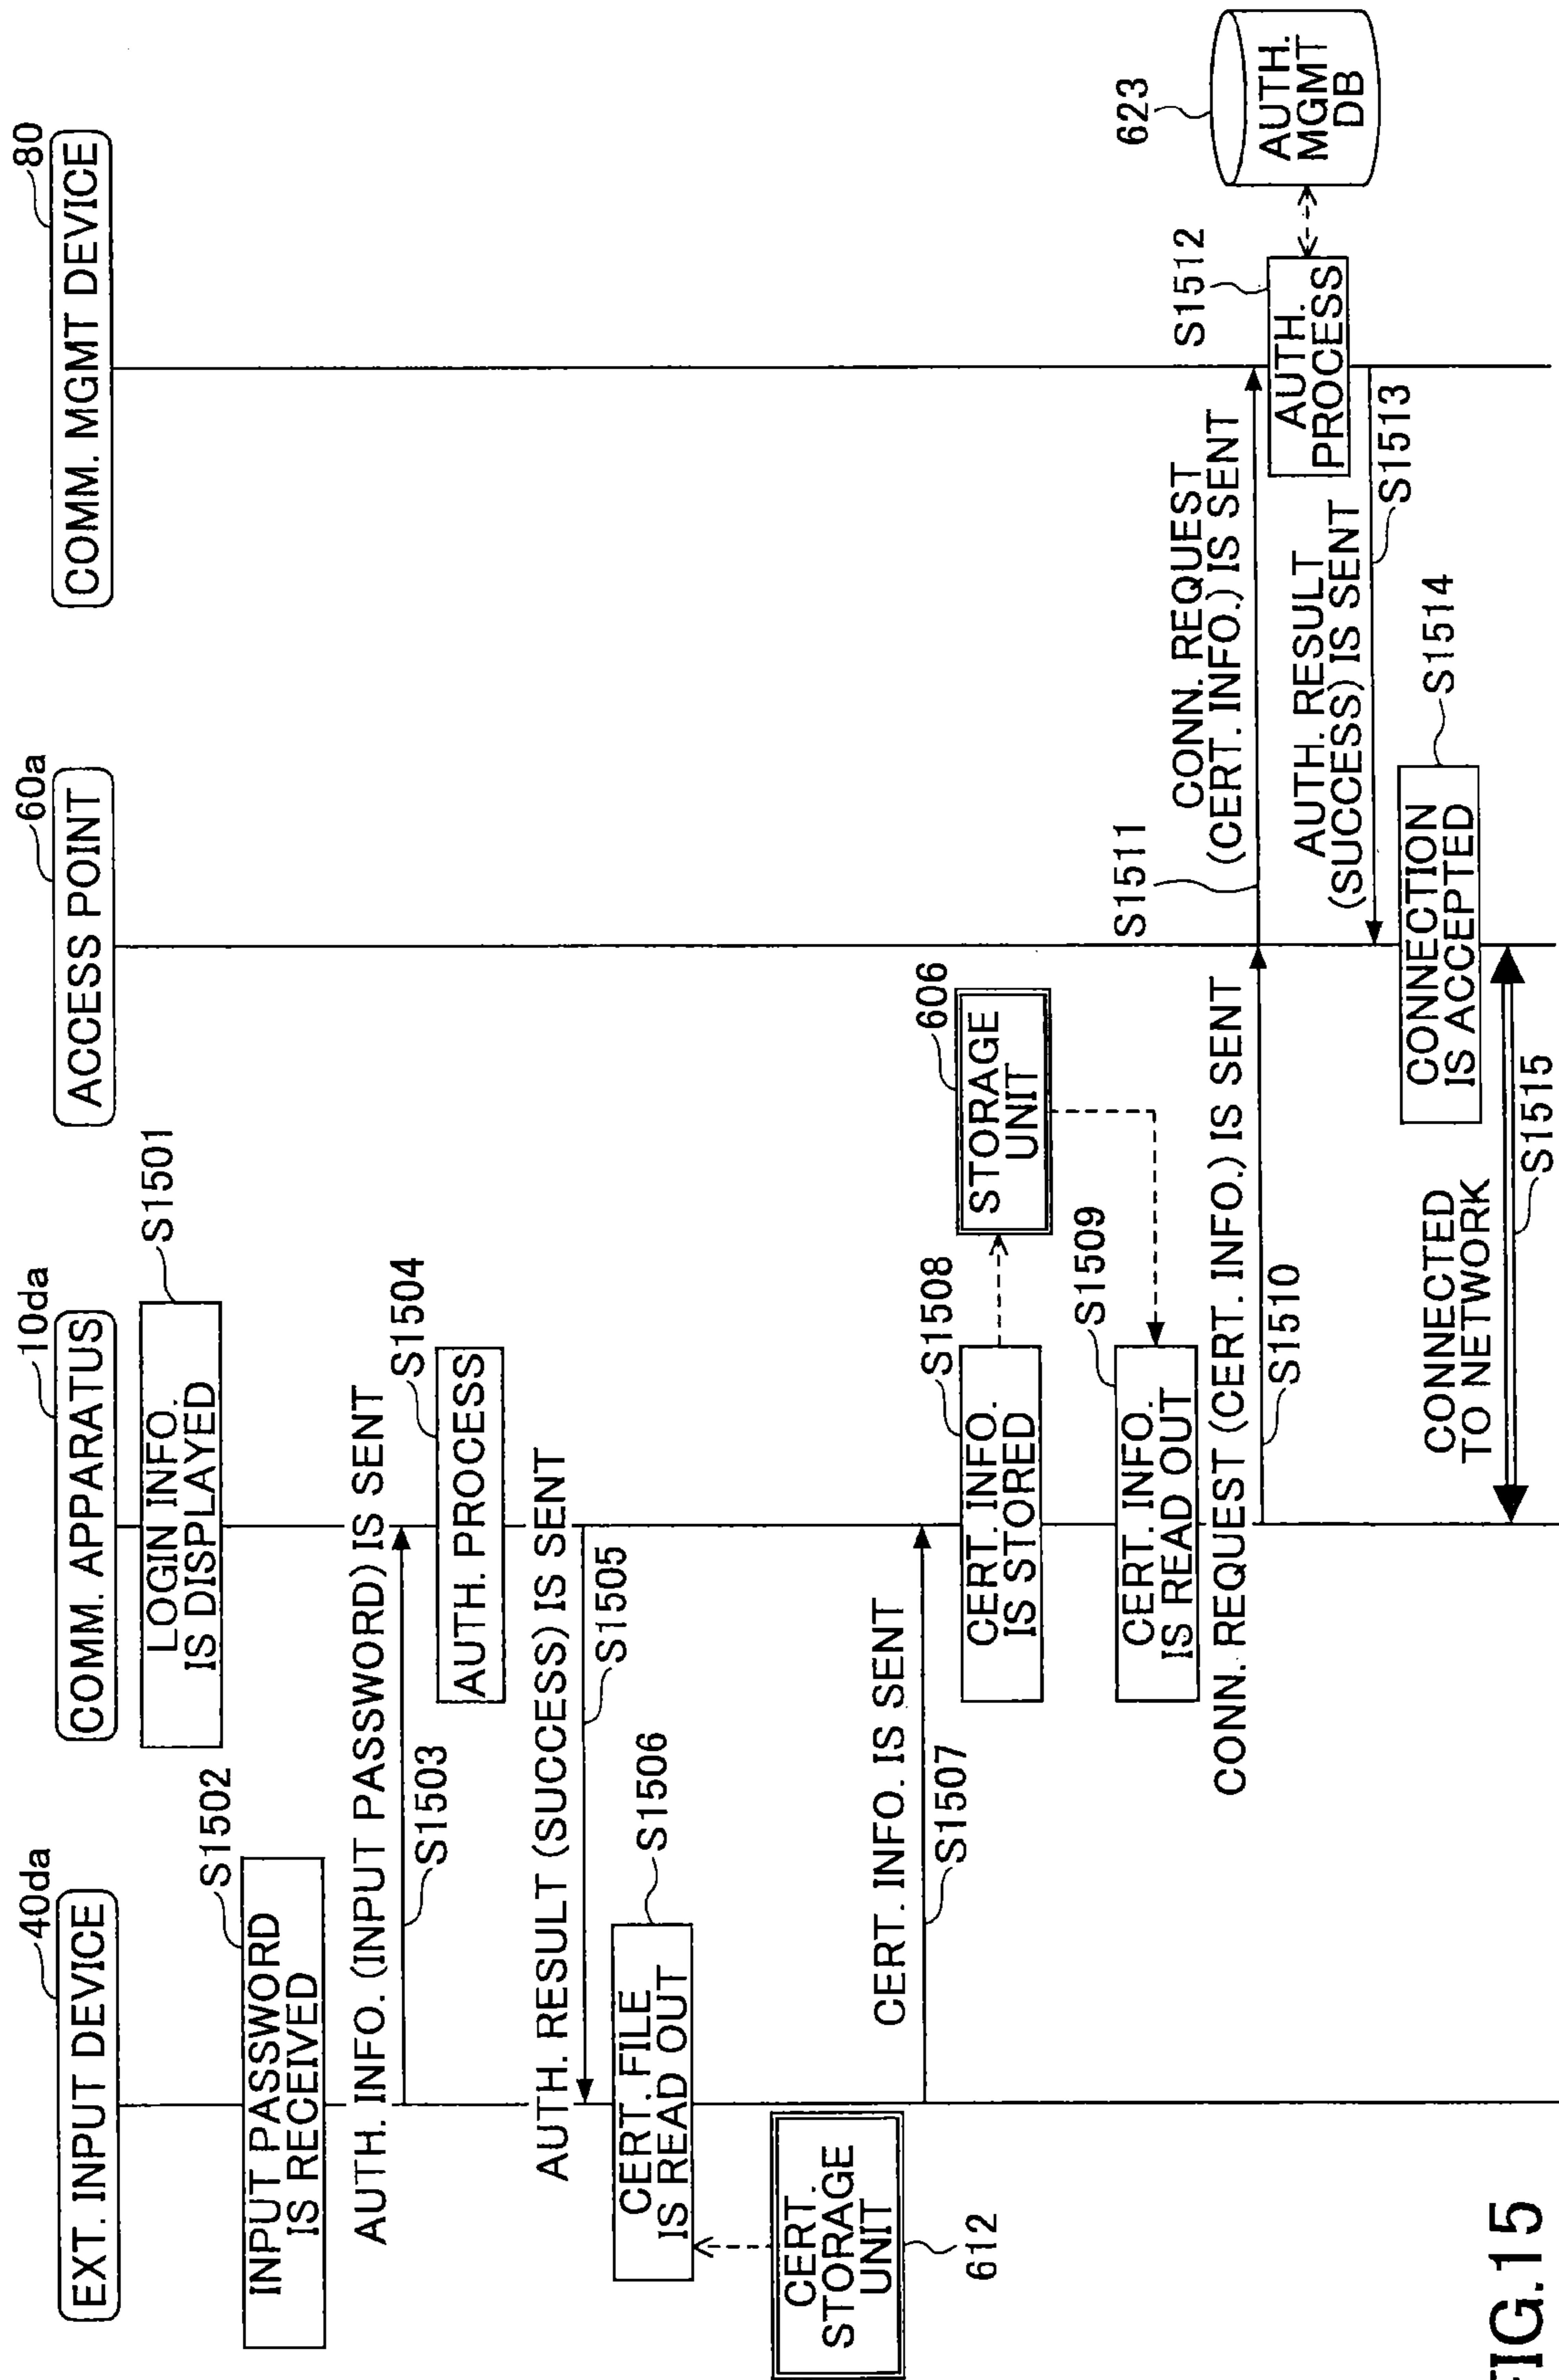 EXT. INPUT DEVICE
40da
COMM. APPARATUS
10da
ACCESS POINT
60a
COMM. MGMT DEVICE
80
LOGIN INFO.
IS DISPLAYED
S1501
INPUT PASSWORD
IS RECEIVED
S1502
AUTH. INFO. (INPUT PASSWORD) IS SENT
S1503
AUTH. PROCESS
S1504
AUTH. RESULT (SUCCESS) IS SENT
S1505
CERT. FILE
IS READ OUT
S1506
CERT.
STORAGE
UNIT
612
CERT. INFO. IS SENT
S1507
CERT. INFO.
IS STORED
S1508
STORAGE
UNIT
606
CERT. INFO.
IS READ OUT
S1509
CONN. REQUEST (CERT. INFO.) IS SENT
S1510
S1511
CONN. REQUEST
(CERT. INFO.) IS SENT
AUTH.
PROCESS
S1512
AUTH.
MGMT
DB
623
AUTH. RESULT
(SUCCESS) IS SENT
S1513
CONNECTION
IS ACCEPTED
S1514
CONNECTED
TO NETWORK
S1515
FIG.15